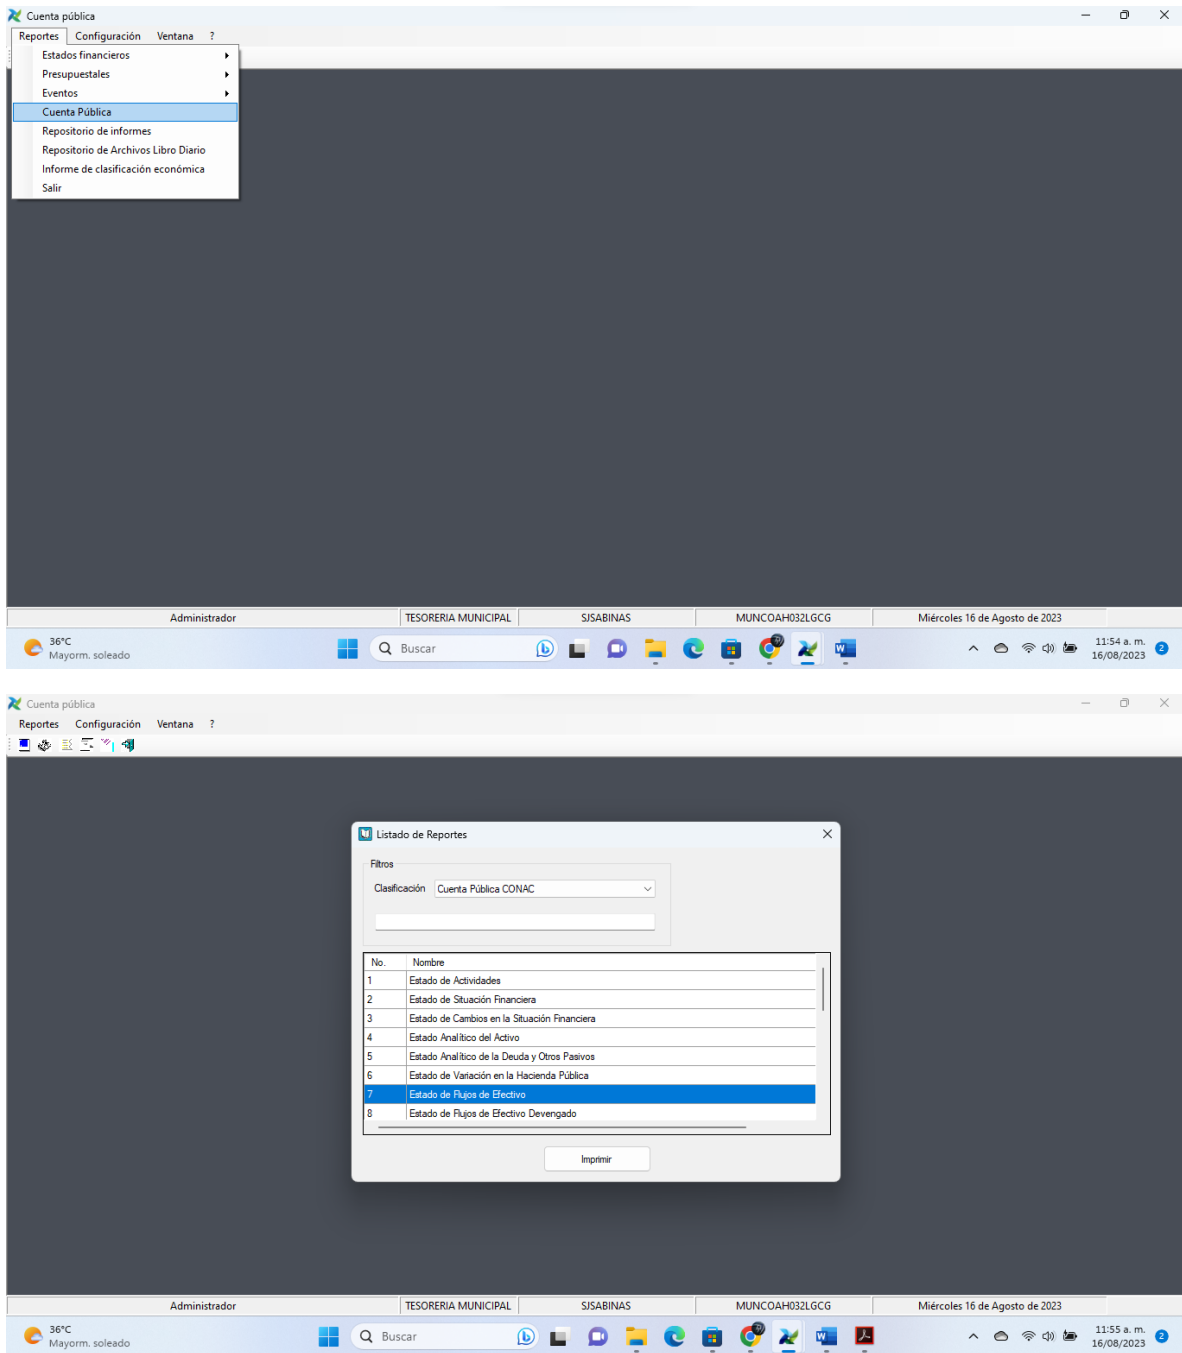 Cuenta pública
Reportes Configuración Ventana ?
Estados financieros
Presupuestales
Eventos
Cuenta Pública
Repositorio de informes
Repositorio de Archivos Libro Diario
Informe de clasificación económica
Salir
Administrador TESORERIA MUNICIPAL SJSABINAS MUNCOAH032LGCG Miércoles 16 de Agosto de 2023
36°C
Mayorm. soleado
Buscar
11:54 a. m.
16/08/2023
2
Cuenta pública
Reportes Configuración Ventana ?
Listado de Reportes
Filtros
Clasificación Cuenta Pública CONAC
No. Nombre
1 Estado de Actividades
2 Estado de Situación Financiera
3 Estado de Cambios en la Situación Financiera
4 Estado Analítico del Activo
5 Estado Analítico de la Deuda y Otros Pasivos
6 Estado de Variación en la Hacienda Pública
7 Estado de Flujos de Efectivo
8 Estado de Flujos de Efectivo Devengado
Imprimir
Administrador TESORERIA MUNICIPAL SJSABINAS MUNCOAH032LGCG Miércoles 16 de Agosto de 2023
36°C
Mayorm. soleado
Buscar
11:55 a. m.
16/08/2023
2